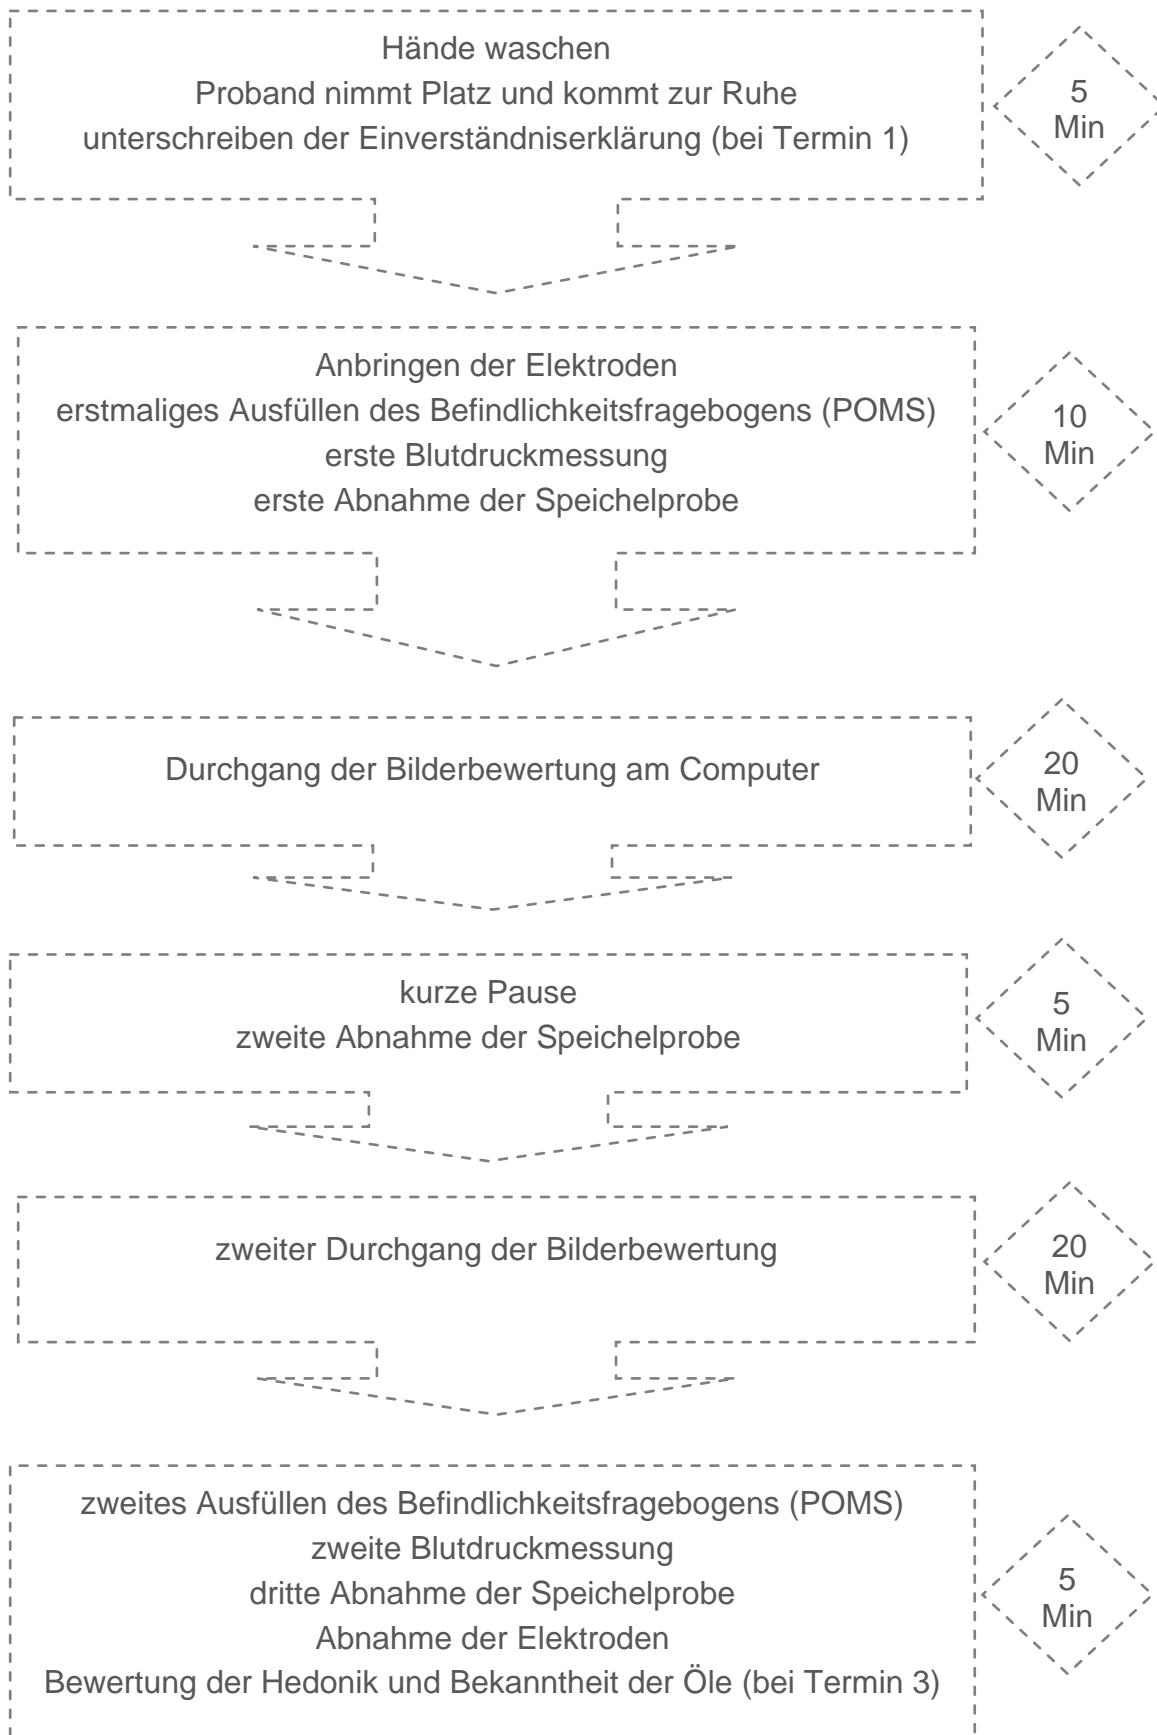 Hände waschen
Proband nimmt Platz und kommt zur Ruhe
unterschreiben der Einverständniserklärung (bei Termin 1)
5
Min
Anbringen der Elektroden
erstmaliges Ausfüllen des Befindlichkeitsfragebogens (POMS)
erste Blutdruckmessung
erste Abnahme der Speichelprobe
10
Min
Durchgang der Bilderbewertung am Computer
20
Min
kurze Pause
zweite Abnahme der Speichelprobe
5
Min
zweiter Durchgang der Bilderbewertung
20
Min
zweites Ausfüllen des Befindlichkeitsfragebogens (POMS)
zweite Blutdruckmessung
dritte Abnahme der Speichelprobe
Abnahme der Elektroden
Bewertung der Hedonik und Bekanntheit der Öle (bei Termin 3)
5
Min